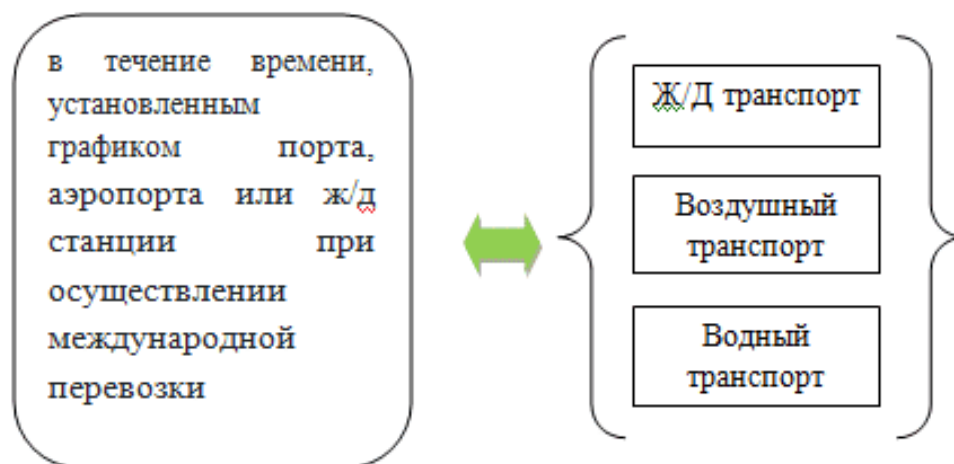 в течение времени,
установленным
графиком порта,
аэропорта или ж/д
станции при
осуществлении
международной
перевозки
Ж/Д транспорт
Воздушный
транспорт
Водный
транспорт